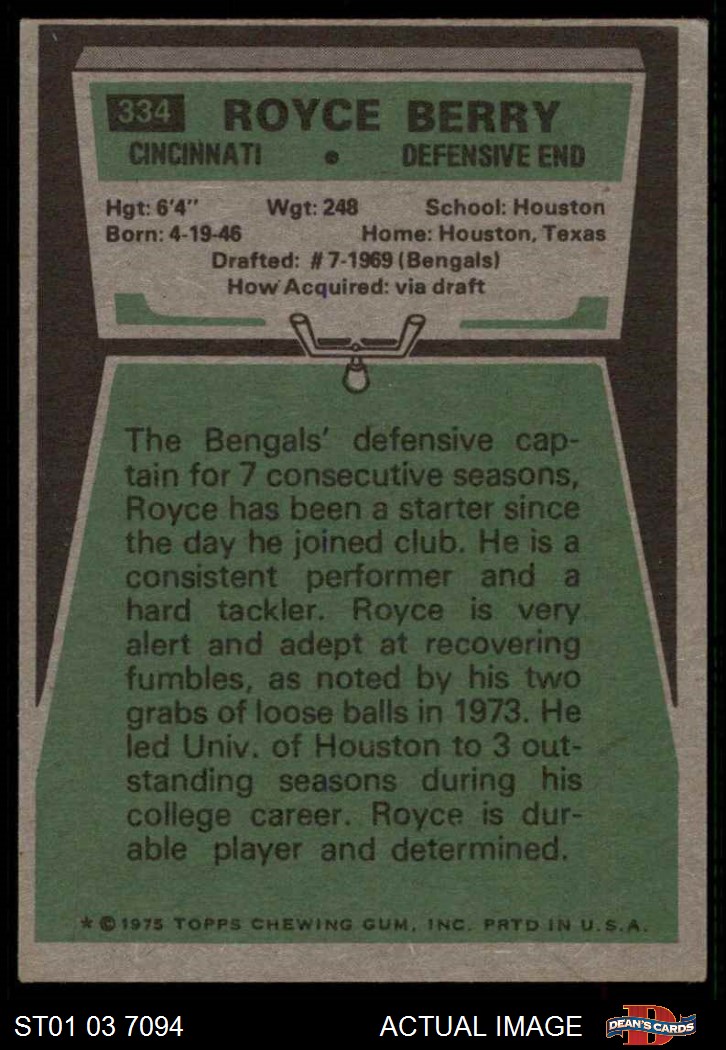 334 ROYCE BERRY
CINCINNATI • DEFENSIVE END
Hgt: 6'4" Wgt: 248 School: Houston
Born: 4-19-46 Home: Houston, Texas
Drafted: #7-1969 (Bengals)
How Acquired: via draft
The Bengals' defensive cap-
tain for 7 consecutive seasons,
Royce has been a starter since
the day he joined club. He is a
consistent performer and a
hard tackler. Royce is very
alert and adept at recovering
fumbles, as noted by his two
grabs of loose balls in 1973. He
led Univ. of Houston to 3 out-
standing seasons during his
college career. Royce is dur-
able player and determined.
* © 1975 TOPPS CHEWING GUM, INC. PRTD IN U.S.A.
ST01 03 7094 ACTUAL IMAGE D DEAN'S CARDS